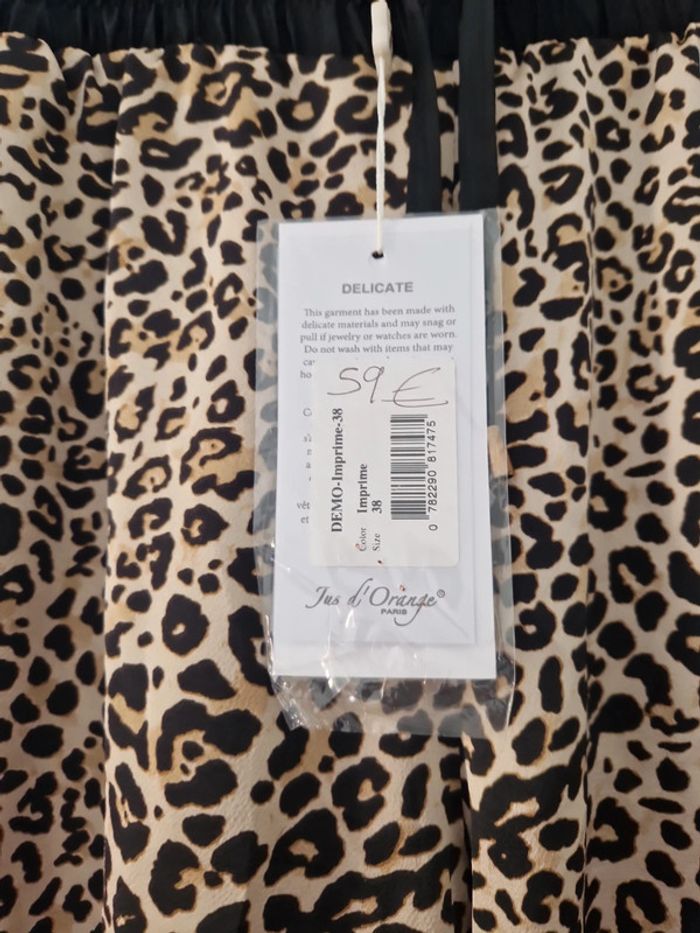 DELICATE
This garment has been made with
delicate materials and may snag or
pull if jewelry or watches are worn.
Do not wash with items that may
59 €
DEMO-Imprime-38
Color Imprime
Size 38
0 782290 817475
vêt
et
Jus d'Orange®
PARIS